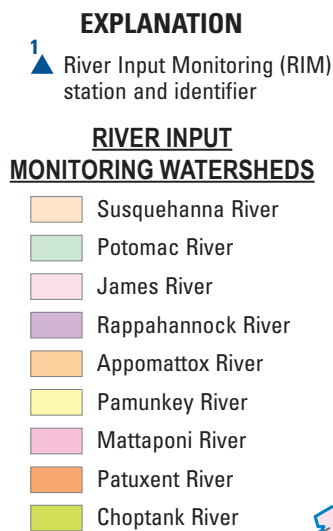 EXPLANATION
1
River Input Monitoring (RIM)
station and identifier
RIVER INPUT
MONITORING WATERSHEDS
Susquehanna River
Potomac River
James River
Rappahannock River
Appomattox River
Pamunkey River
Mattaponi River
Patuxent River
Choptank River